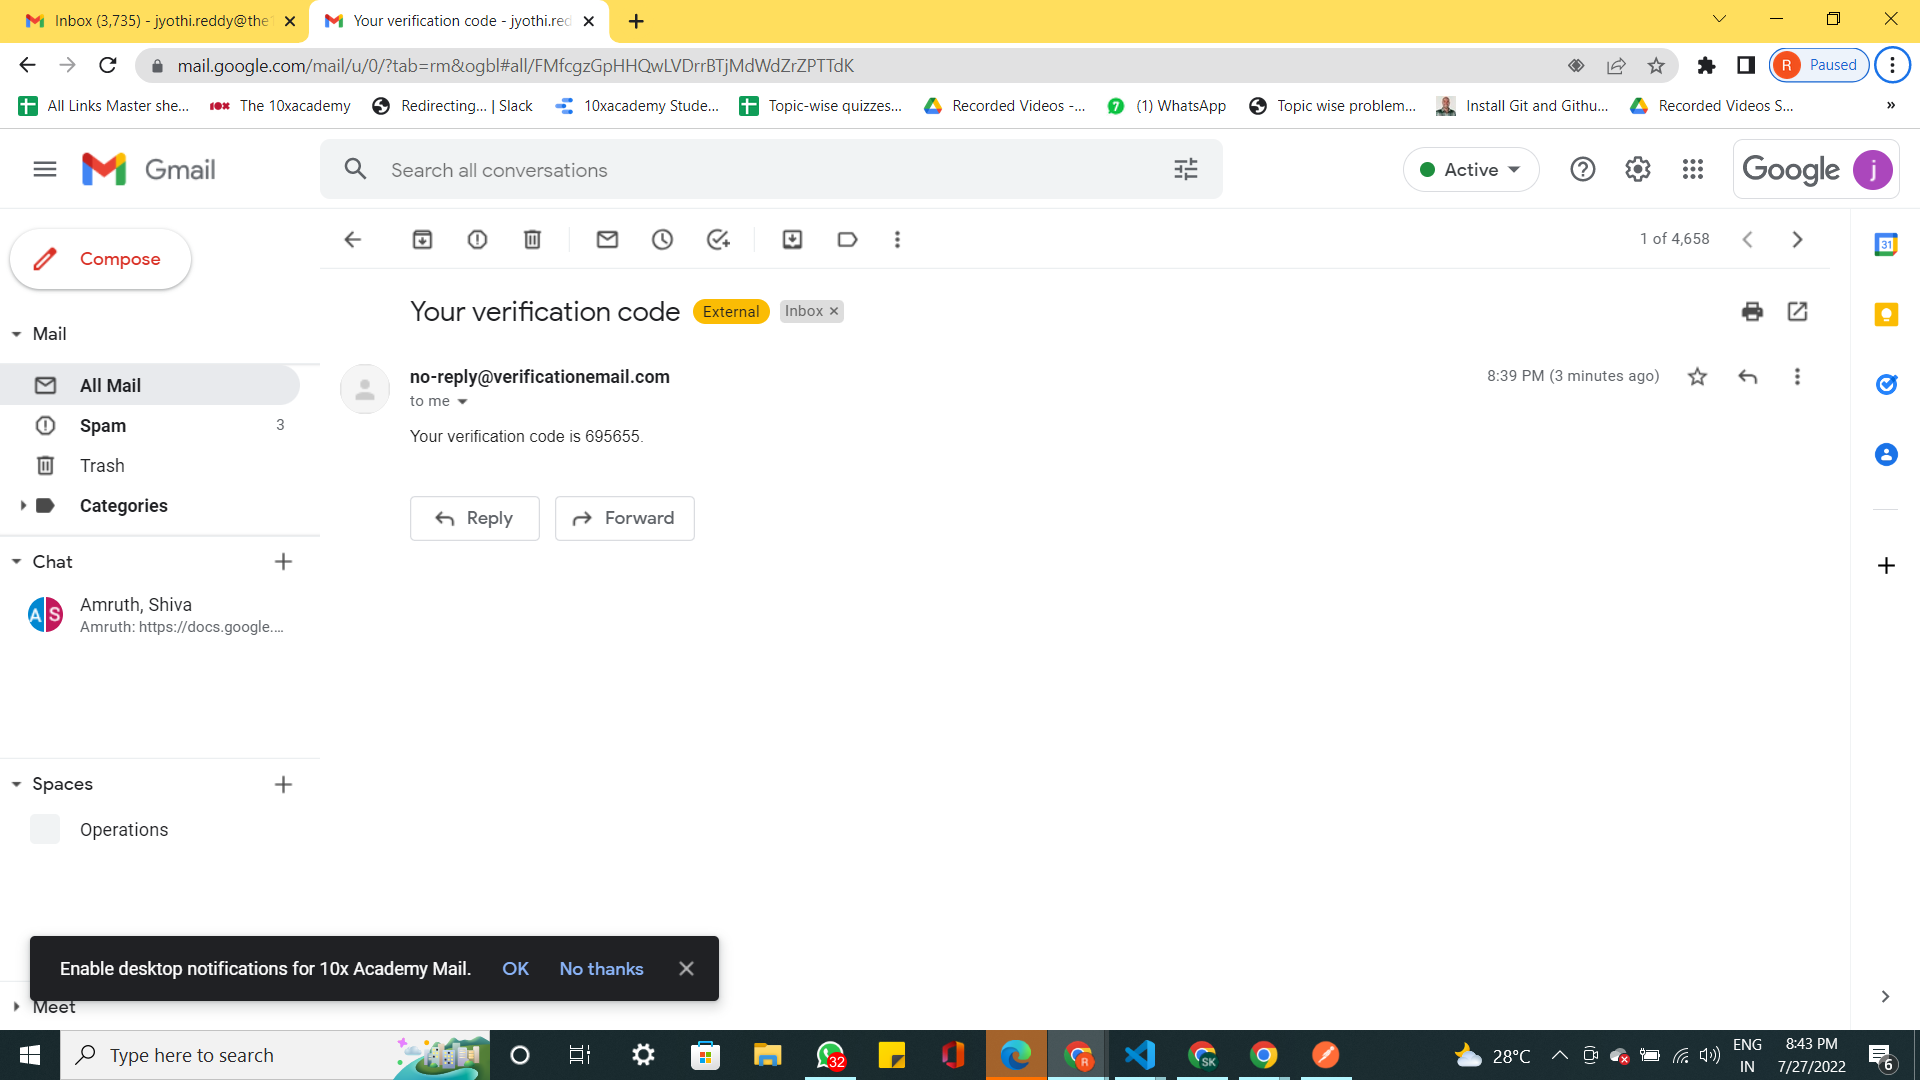 Inbox (3,735) - jyothi.reddy@the
Your verification code - jyothi.red
mail.google.com/mail/u/0/?tab=rm&ogbl#all/FMfcgzGpHHQwLVDrrBTjMdWdZrZPTTdK
R Paused
All Links Master she...
The 10xacademy
Redirecting... | Slack
10xacademy Stude...
Topic-wise quizzes...
Recorded Videos -...
7 (1) WhatsApp
Topic wise problem...
Install Git and Githu...
Recorded Videos S...
»
Gmail
Search all conversations
Active
Google
j
Compose
1 of 4,658
31
Your verification code
External
Inbox ×
Mail
All Mail
Spam 3
Trash
Categories
no-reply@verificationemail.com
8:39 PM (3 minutes ago)
to me
Your verification code is 695655.
Reply
Forward
Chat
AS
Amruth, Shiva
Amruth: https://docs.google....
Spaces
Operations
Enable desktop notifications for 10x Academy Mail.
OK
No thanks
Meet
Type here to search
32
R
SK
28°C
ENG
IN
8:43 PM
7/27/2022
6